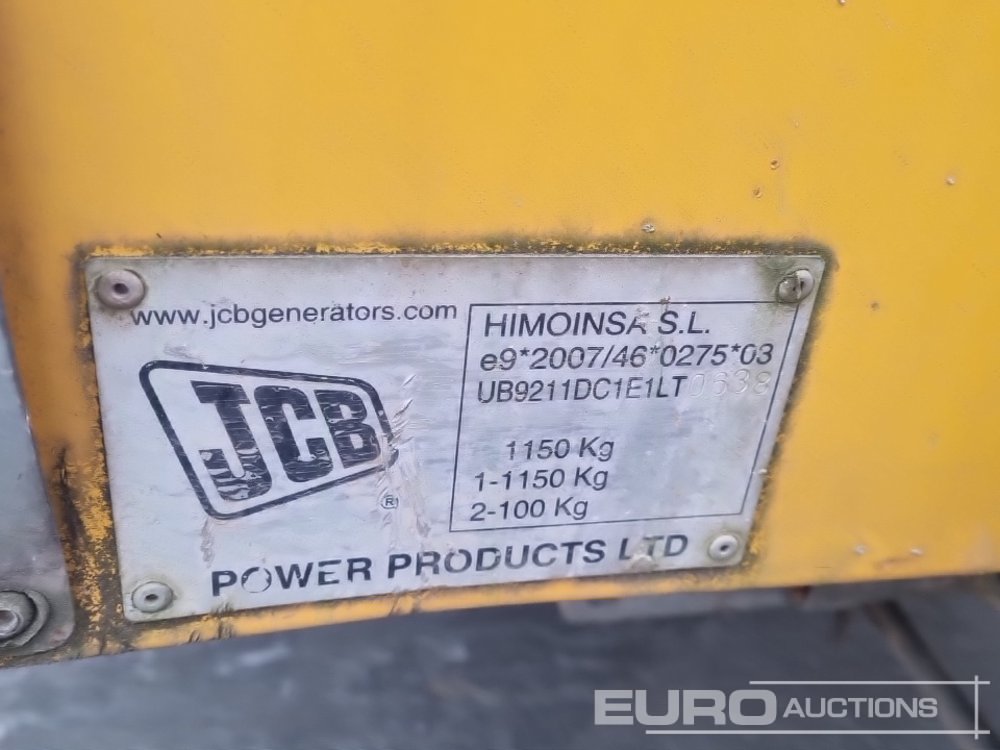 www.jcbgenerators.com
JCB
®
HIMOINSA S.L.
e9*2007/46*0275*03
UB9211DC1E1LT0638
1150 Kg
1-1150 Kg
2-100 Kg
POWER PRODUCTS LTD
EURO AUCTIONS